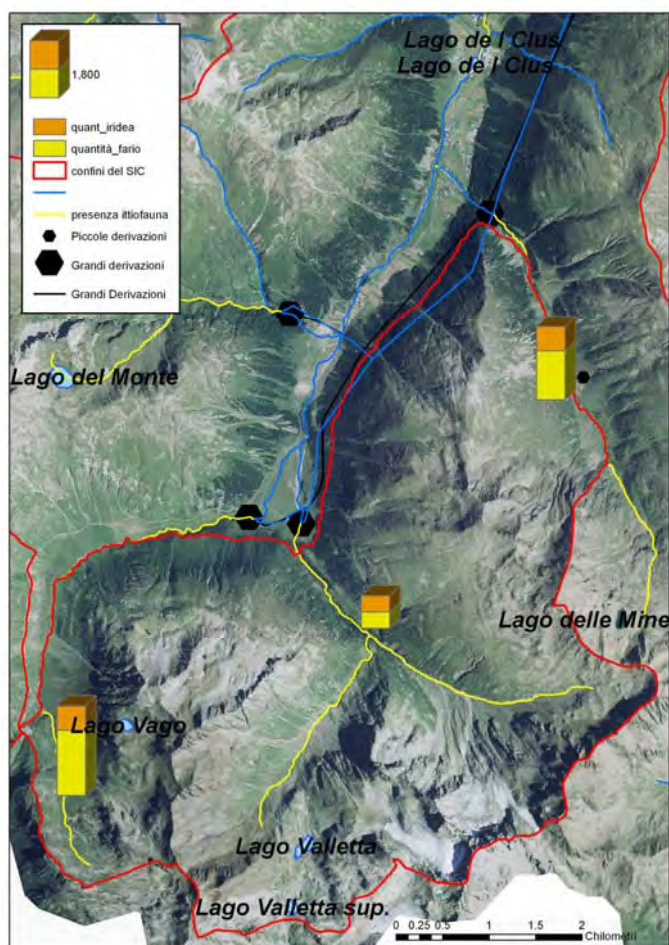 Lago de l Clus
Lago de l Clus
1,800
quant_iridea
quantità_fario
confini del SIC
presenza ittiofauna
Piccole derivazioni
Grandi derivazioni
Grandi Derivazioni
Lago del Monte
Lago delle Mine
Lago Vago
Lago Valletta
Lago Valletta sup.
0 0.25 0.5 1 1.5 2
Chilometri